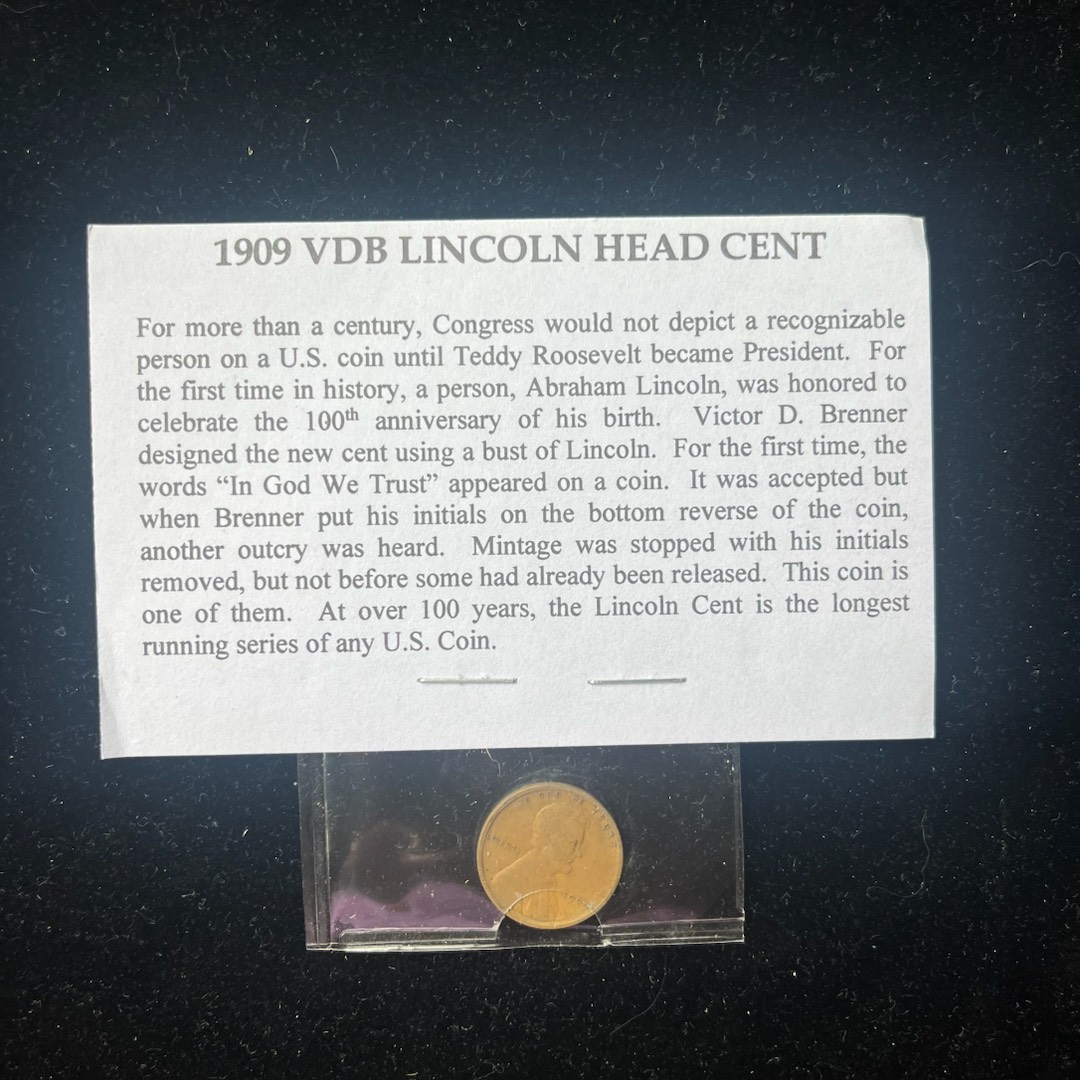 1909 VDB LINCOLN HEAD CENT
For more than a century, Congress would not depict a recognizable
person on a U.S. coin until Teddy Roosevelt became President. For
the first time in history, a person, Abraham Lincoln, was honored to
celebrate the 100th anniversary of his birth. Victor D. Brenner
designed the new cent using a bust of Lincoln. For the first time, the
words “In God We Trust” appeared on a coin. It was accepted but
when Brenner put his initials on the bottom reverse of the coin,
another outcry was heard. Mintage was stopped with his initials
removed, but not before some had already been released. This coin is
one of them. At over 100 years, the Lincoln Cent is the longest
running series of any U.S. Coin.